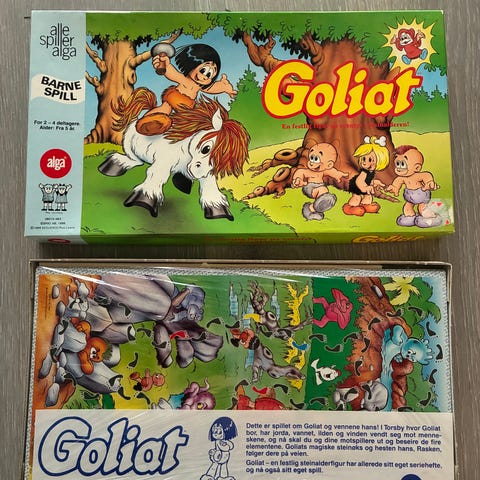 alle
spiller
alga
BARNE
SPILL
For 2 – 4 deltagere.
Alder: Fra 5 år.
alga
Goliat
En festlig
Goliat
Goliat
Dette er spillet om Goliat og vennene hans! I Torsby hvor Goliat
bor, har jorda, vannet, ilden og vinden vendt seg mot menne-
skene, og nå skal du og dine motspillere ut og beseire de fire
elementene. Goliats magiske steinøks og hesten hans, Rasken,
følger dere på veien.
Goliat – en festlig steinalderfigur har allerede sitt eget seriehefte,
og nå også sitt eget spill.